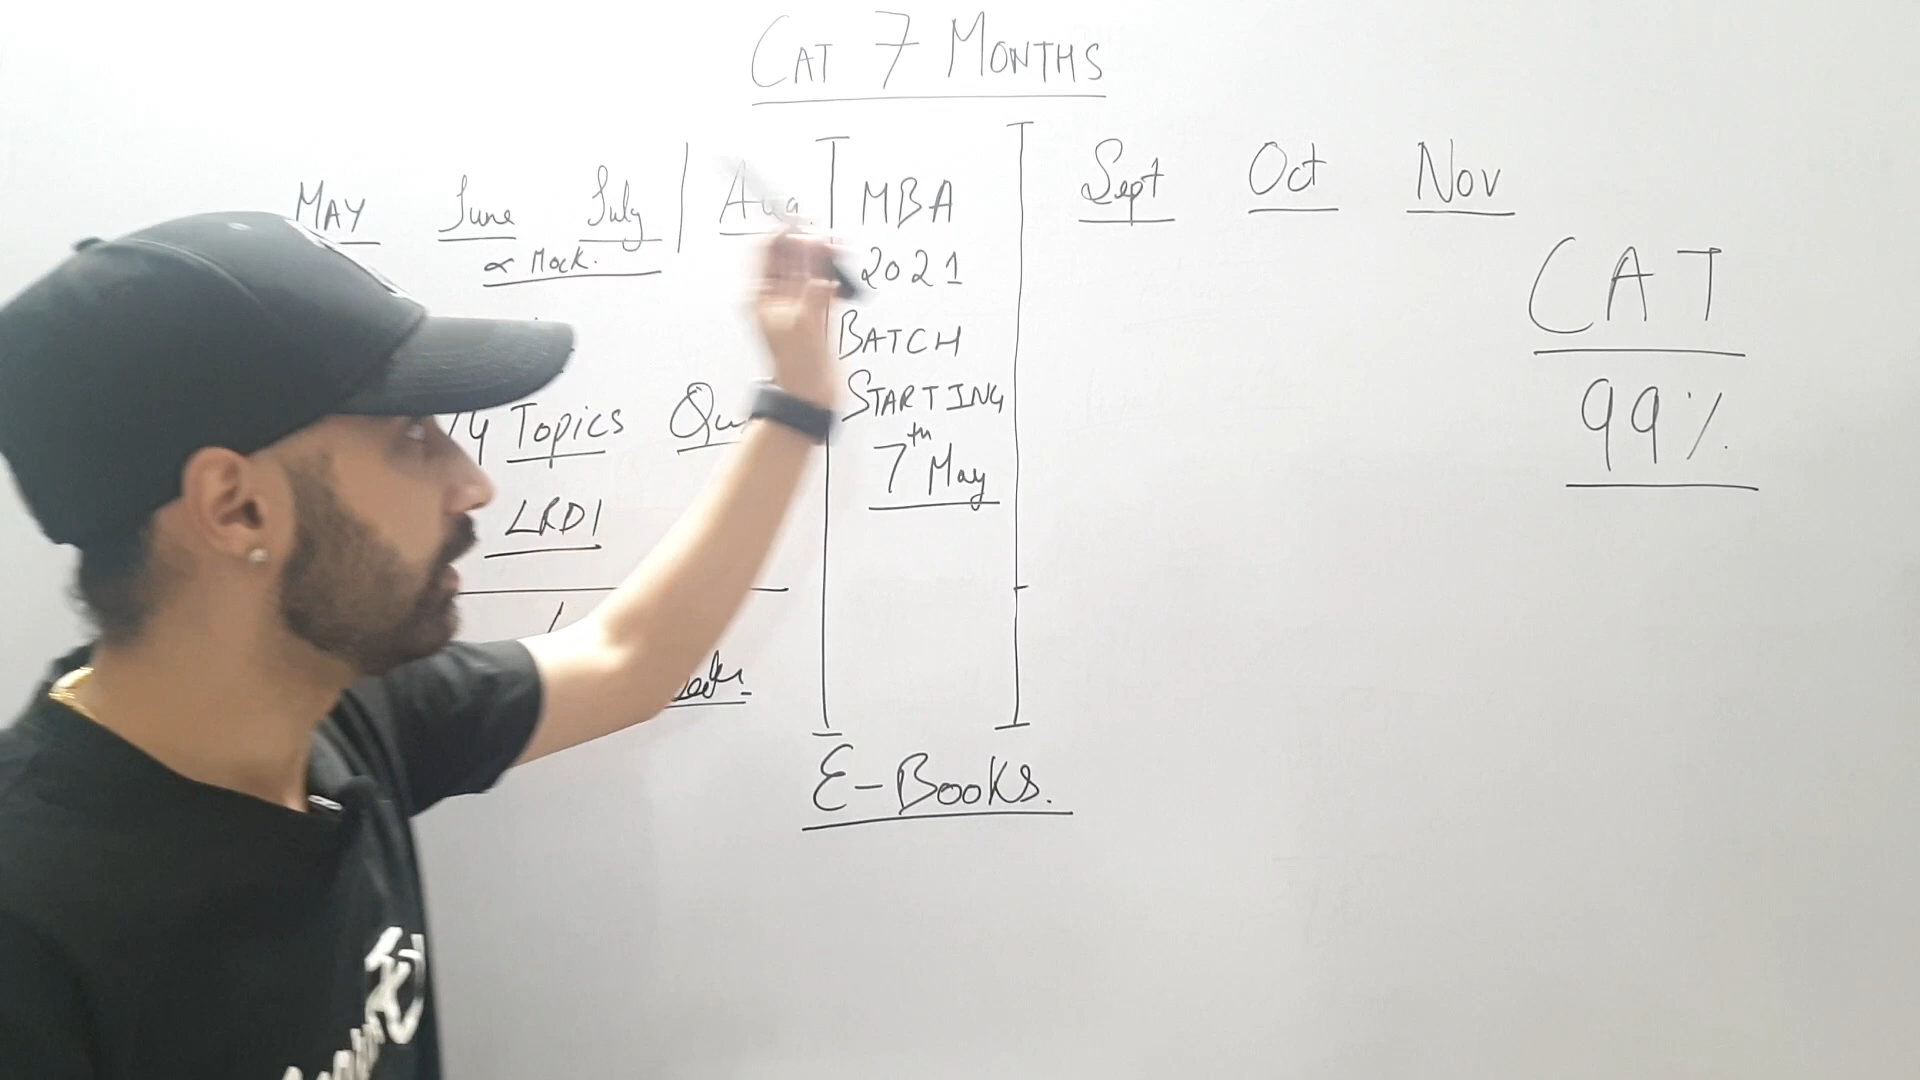 CAT 7 MONTHS
MAY June July Aug.
∝ Mock.
14 TOPICS
LRDI
MBA
2021
BATCH
STARTING
7th May
E-BOOKS.
Sept Oct Nov
CAT
99%